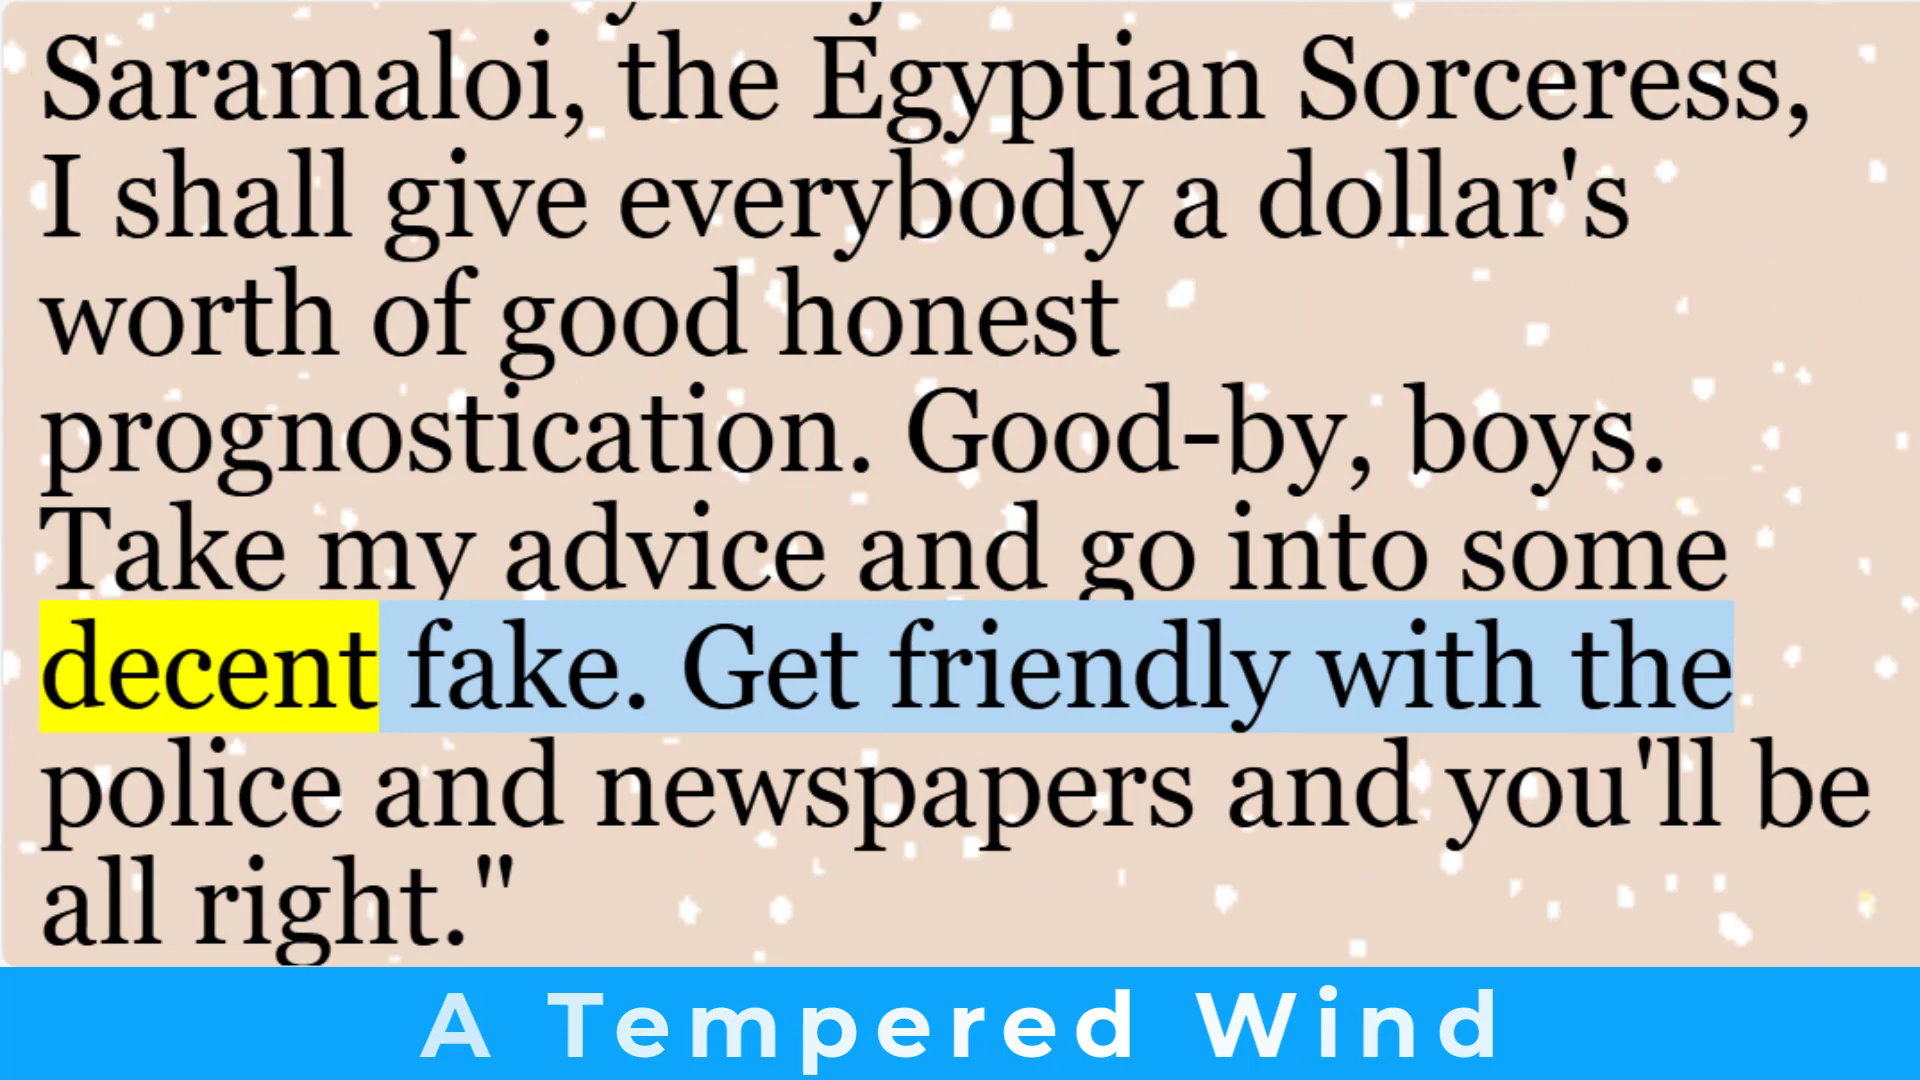 Saramaloi, the Egyptian Sorceress,
I shall give everybody a dollar's
worth of good honest
prognostication. Good-by, boys.
Take my advice and go into some
decent fake. Get friendly with the
police and newspapers and you'll be
all right."
A Tempered Wind